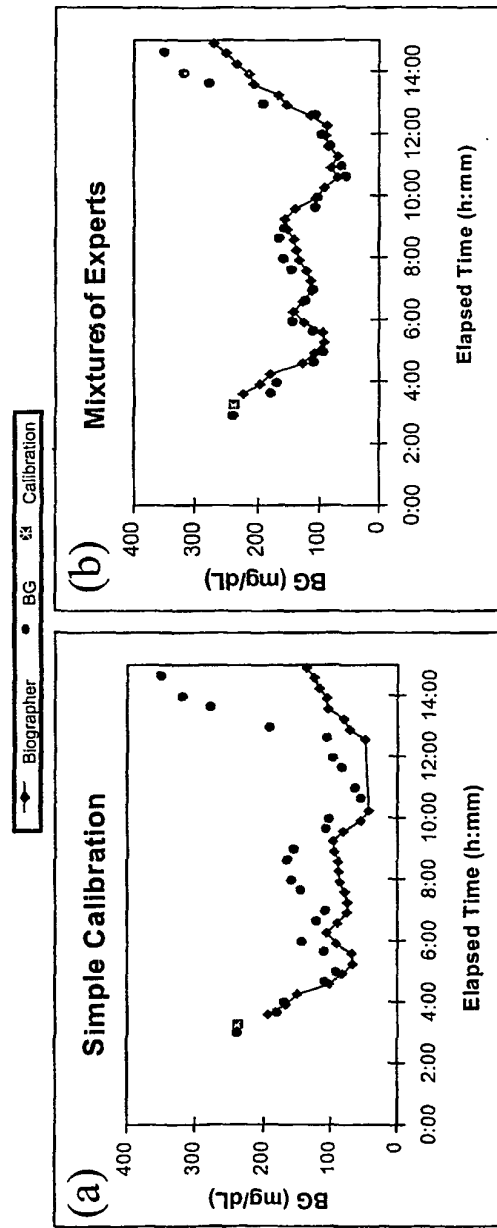 Biographer BG Calibration
(a)
Simple Calibration
BG (mg/dL)
400
300
200
100
0
0:00 2:00 4:00 6:00 8:00 10:00 12:00 14:00
Elapsed Time (h:mm)
(b)
Mixtures of Experts
BG (mg/dL)
400
300
200
100
0
0:00 2:00 4:00 6:00 8:00 10:00 12:00 14:00
Elapsed Time (h:mm)